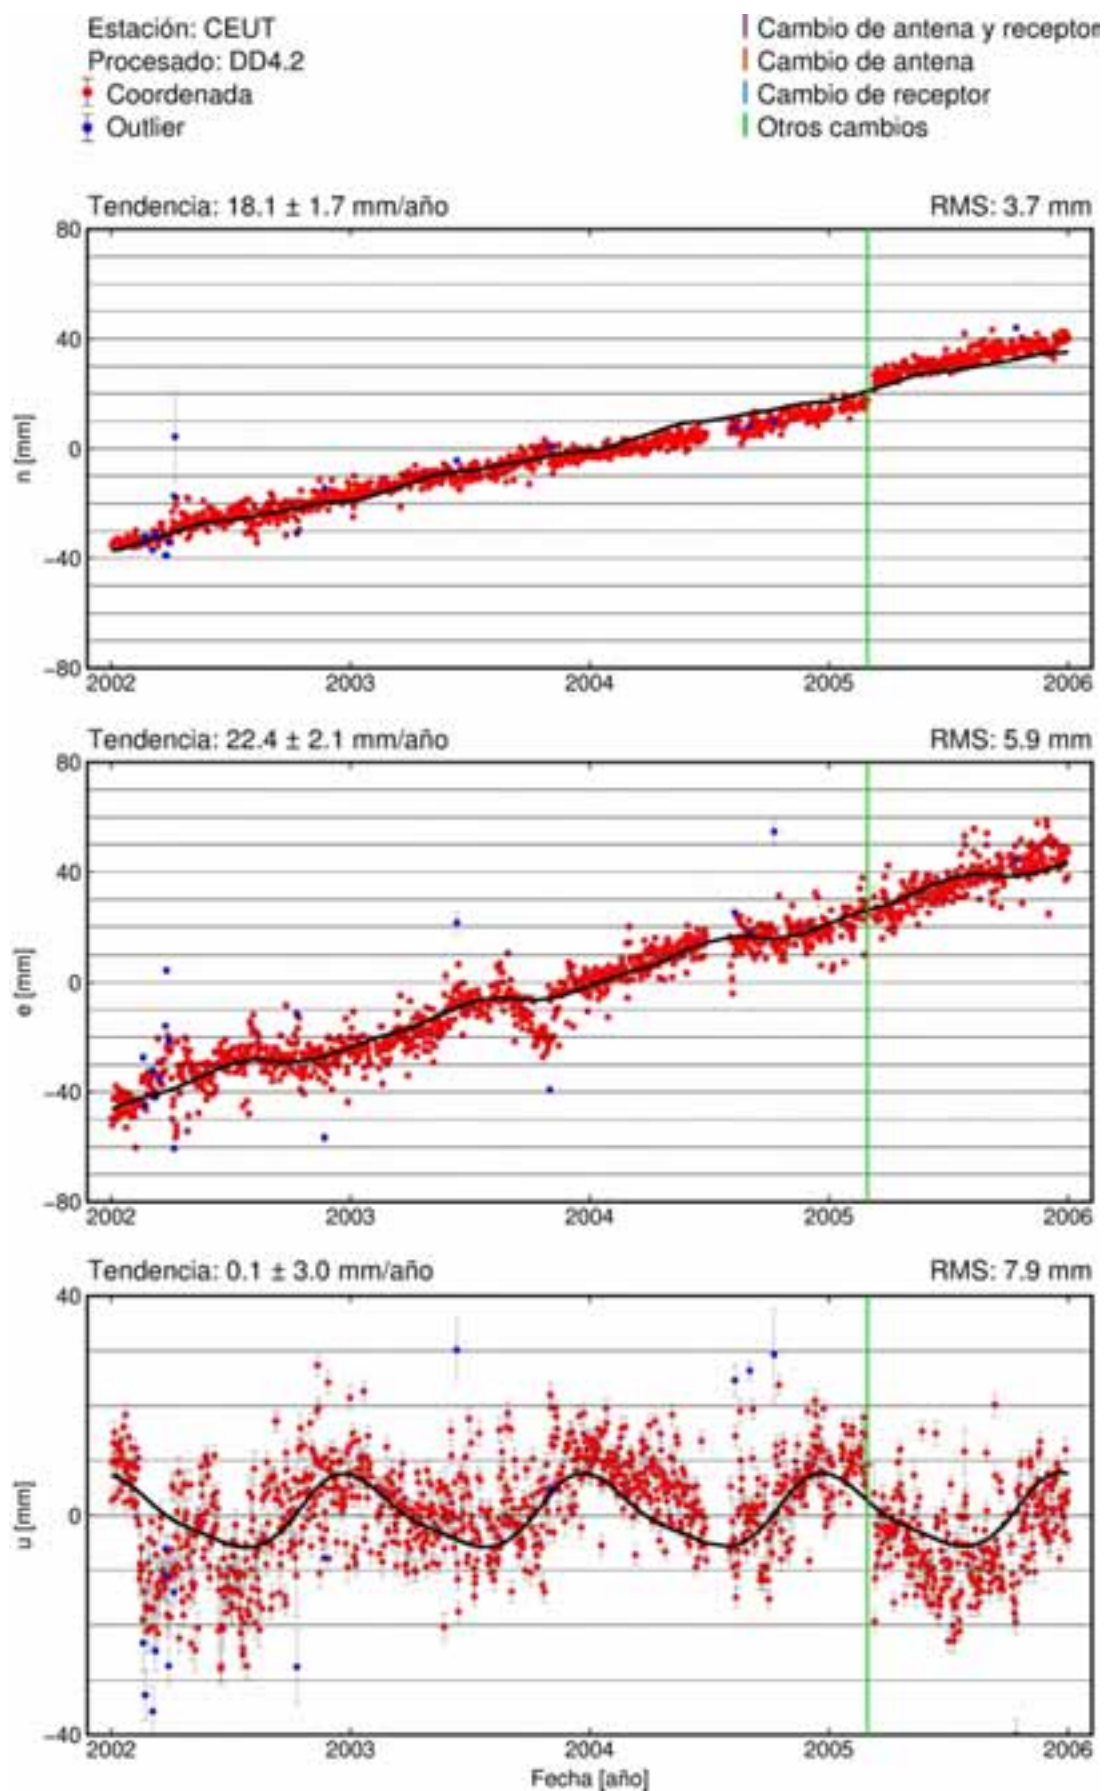 Estación: CEUT
Procesado: DD4.2
Coordenada
Outlier
Cambio de antena y receptor
Cambio de antena
Cambio de receptor
Otros cambios
Tendencia: 18.1 ± 1.7 mm/año RMS: 3.7 mm
80
40
0
−40
−80
n [mm]
2002 2003 2004 2005 2006
Tendencia: 22.4 ± 2.1 mm/año RMS: 5.9 mm
80
40
0
−40
−80
e [mm]
2002 2003 2004 2005 2006
Tendencia: 0.1 ± 3.0 mm/año RMS: 7.9 mm
40
0
−40
u [mm]
2002 2003 2004 2005 2006
Fecha [año]